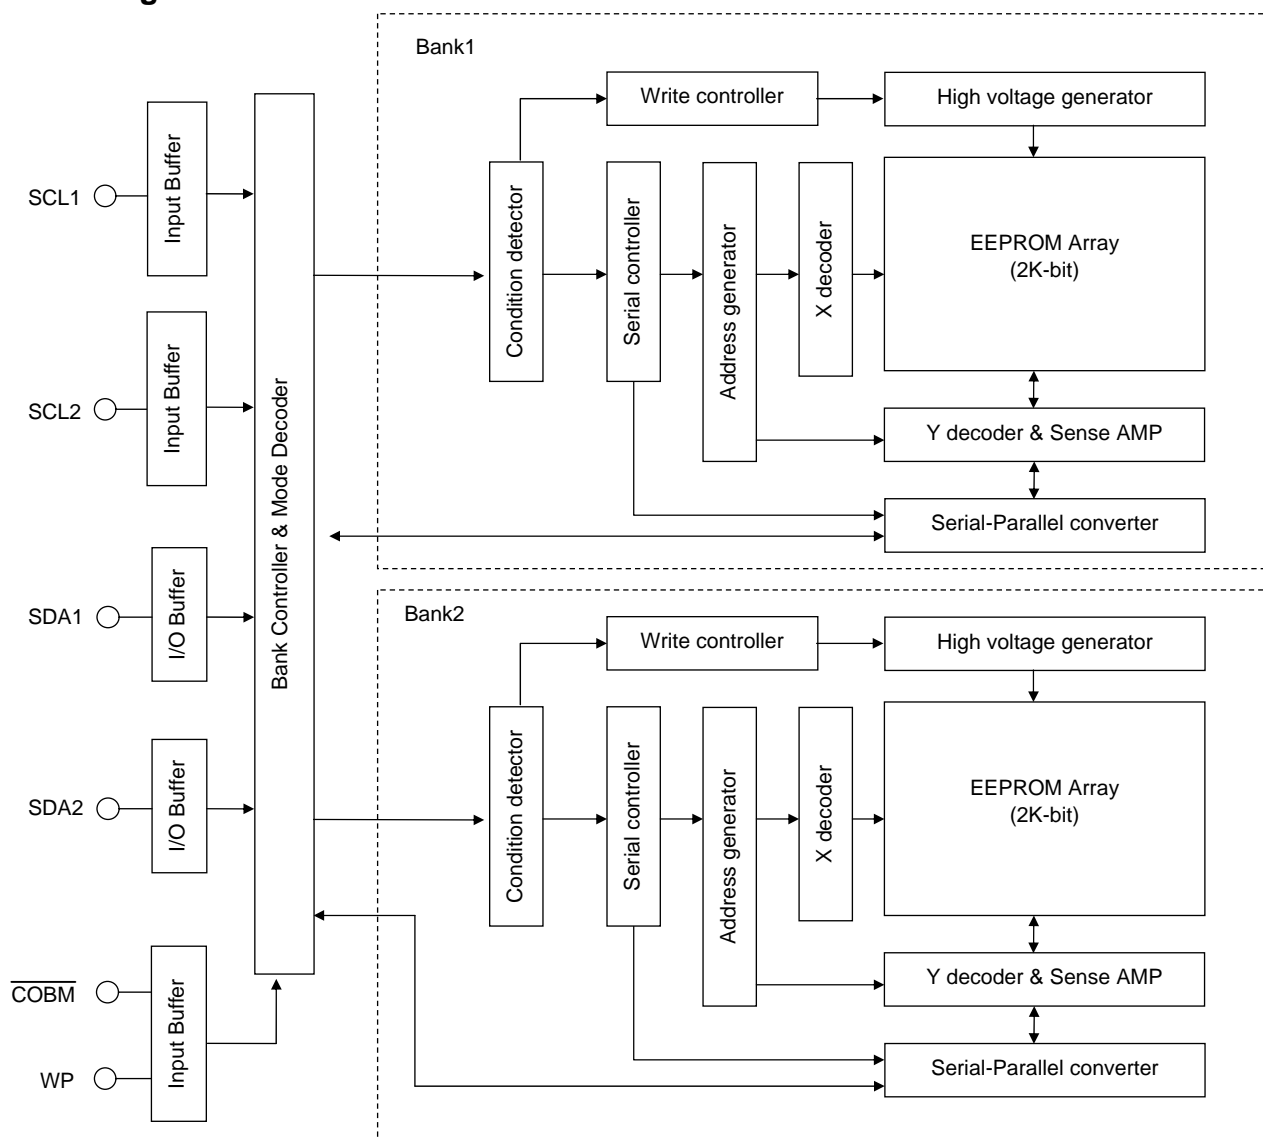 Bank1
Write controller
High voltage generator
SCL1
Input Buffer
Condition detector
Serial controller
Address generator
X decoder
EEPROM Array
(2K-bit)
SCL2
Input Buffer
Bank Controller & Mode Decoder
Y decoder & Sense AMP
Serial-Parallel converter
SDA1
I/O Buffer
Bank2
Write controller
High voltage generator
SDA2
I/O Buffer
Condition detector
Serial controller
Address generator
X decoder
EEPROM Array
(2K-bit)
COBM
WP
Input Buffer
Y decoder & Sense AMP
Serial-Parallel converter